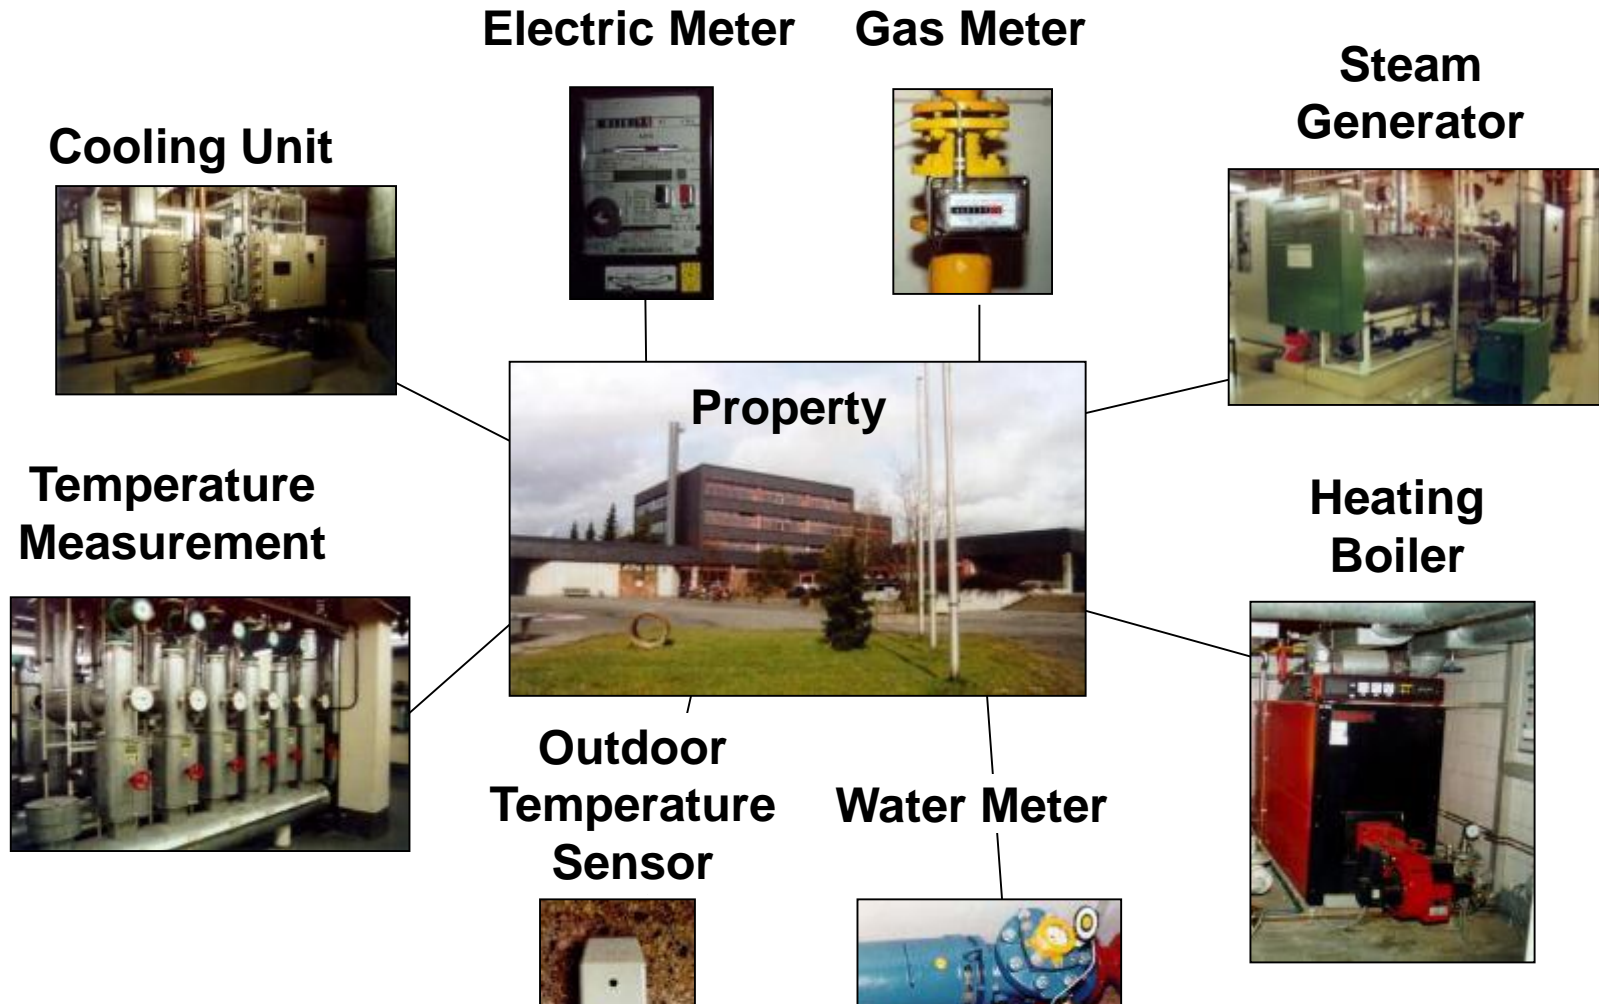 Electric Meter
Gas Meter
Steam
Generator
Cooling Unit
Property
Temperature
Measurement
Heating
Boiler
Outdoor
Temperature
Sensor
Water Meter